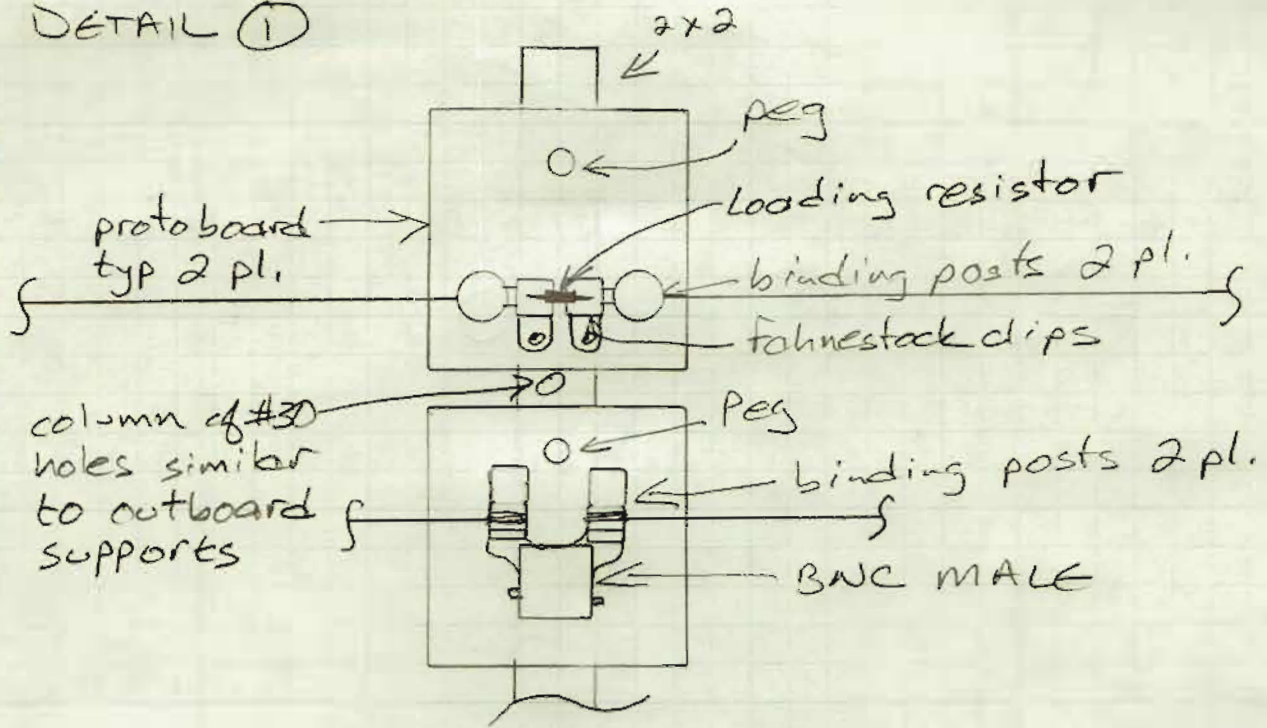 DETAIL 1
2x2
peg
Loading resistor
protoboard
typ 2 pl.
binding posts 2 pl.
fahnestock clips
column of #30
holes similar
to outboard
supports
Peg
binding posts 2 pl.
BNC MALE